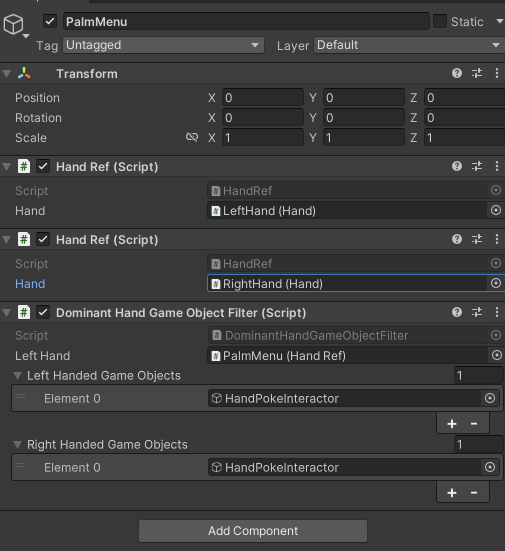 PalmMenu Static
Tag Untagged Layer Default
Transform
Position X 0 Y 0 Z 0
Rotation X 0 Y 0 Z 0
Scale X 1 Y 1 Z 1
# Hand Ref (Script)
Script # HandRef
Hand # LeftHand (Hand)
# Hand Ref (Script)
Script # HandRef
Hand # RightHand (Hand)
# Dominant Hand Game Object Filter (Script)
Script # DominantHandGameObjectFilter
Left Hand # PalmMenu (Hand Ref)
Left Handed Game Objects 1
Element 0 HandPokeInteractor
+ -
Right Handed Game Objects 1
Element 0 HandPokeInteractor
+ -
Add Component